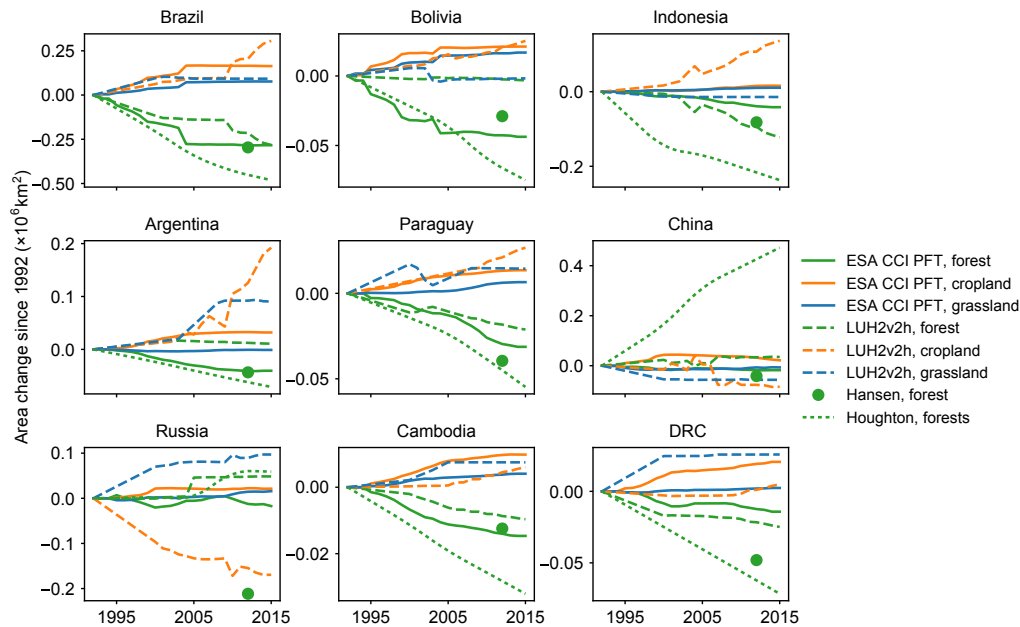 Brazil
Bolivia
Indonesia
0.25
0.00
−0.25
−0.50
0.00
−0.05
0.0
−0.2
Area change since 1992 (×10⁶km²)
Argentina
Paraguay
China
0.2
0.1
0.0
0.00
−0.05
0.4
0.2
0.0
ESA CCI PFT, forest
ESA CCI PFT, cropland
ESA CCI PFT, grassland
LUH2v2h, forest
LUH2v2h, cropland
LUH2v2h, grassland
Hansen, forest
Houghton, forests
Russia
Cambodia
DRC
0.1
0.0
−0.1
−0.2
0.00
−0.02
0.00
−0.05
1995 2005 2015
1995 2005 2015
1995 2005 2015